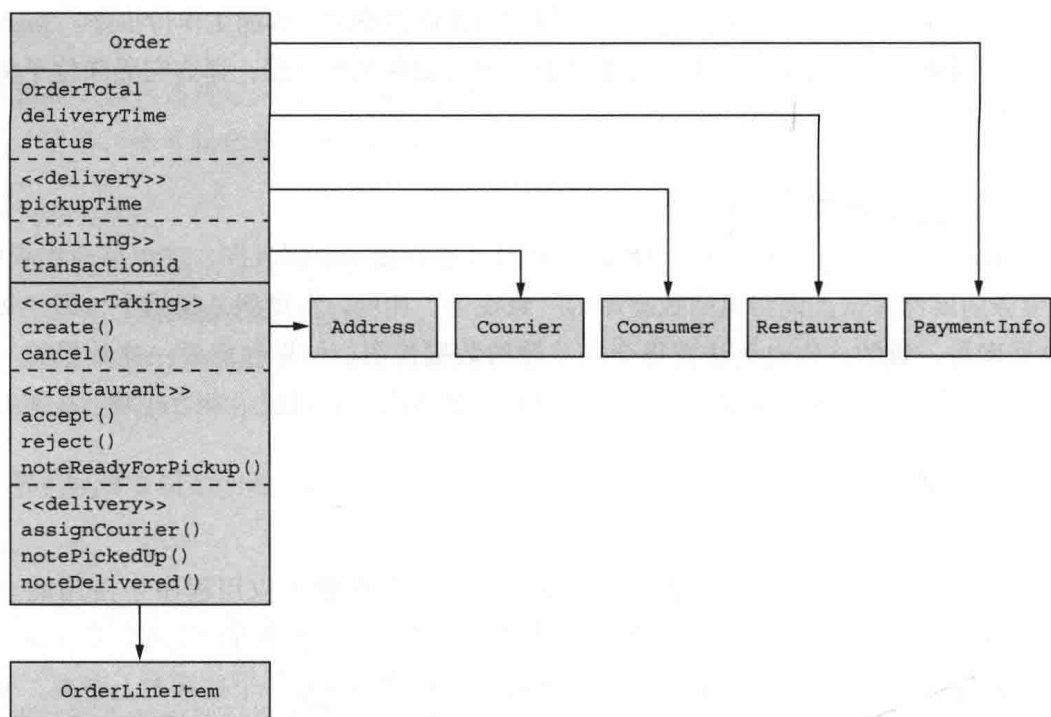 Order
OrderTotal
deliveryTime
status
<<delivery>>
pickupTime
<<billing>>
transactionid
<<orderTaking>>
create()
cancel()
<<restaurant>>
accept()
reject()
noteReadyForPickup()
<<delivery>>
assignCourier()
notePickedUp()
noteDelivered()
Address
Courier
Consumer
Restaurant
PaymentInfo
OrderLineItem